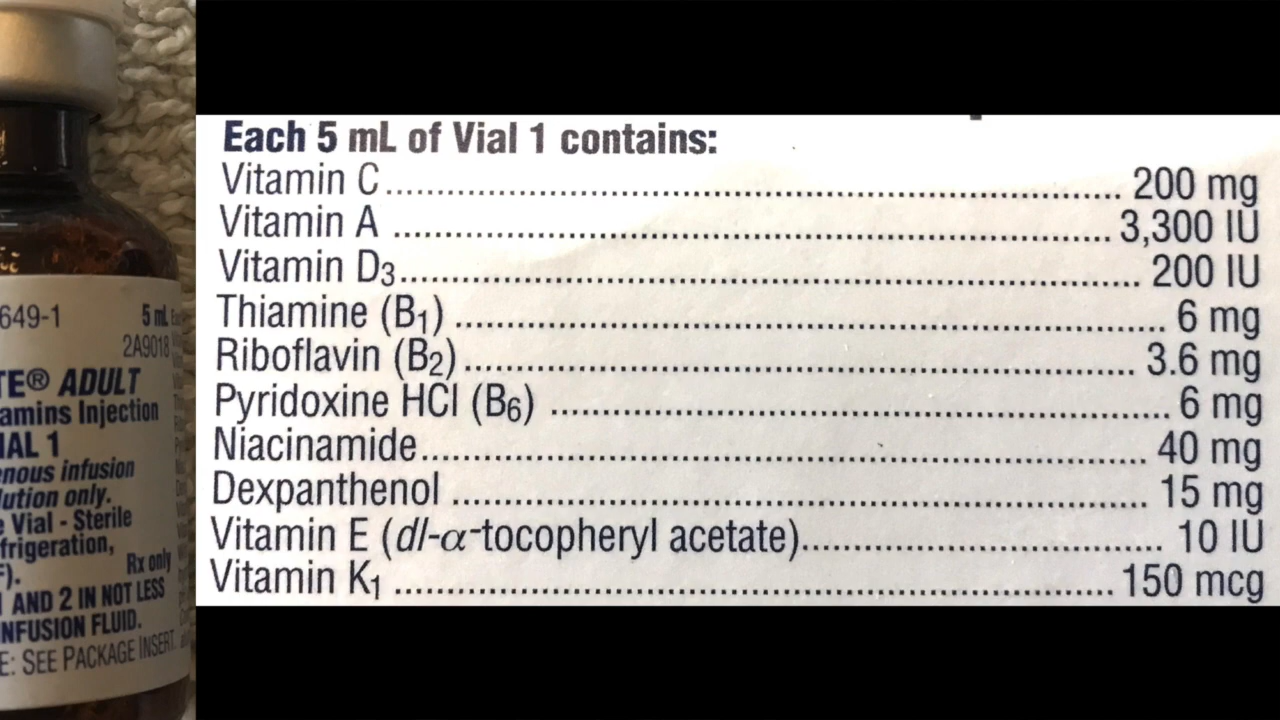 649-1 5 mL
2A9018
TE® ADULT
amins Injection
IAL 1
enous infusion
lution only.
e Vial - Sterile
frigeration,
F). Rx only
1 AND 2 IN NOT LESS
NFUSION FLUID.
E: SEE PACKAGE INSERT.
Each 5 mL of Vial 1 contains:
Vitamin C 200 mg
Vitamin A 3,300 IU
Vitamin D3 200 IU
Thiamine (B1) 6 mg
Riboflavin (B2) 3.6 mg
Pyridoxine HCl (B6) 6 mg
Niacinamide 40 mg
Dexpanthenol 15 mg
Vitamin E (dl-α-tocopheryl acetate) 10 IU
Vitamin K1 150 mcg